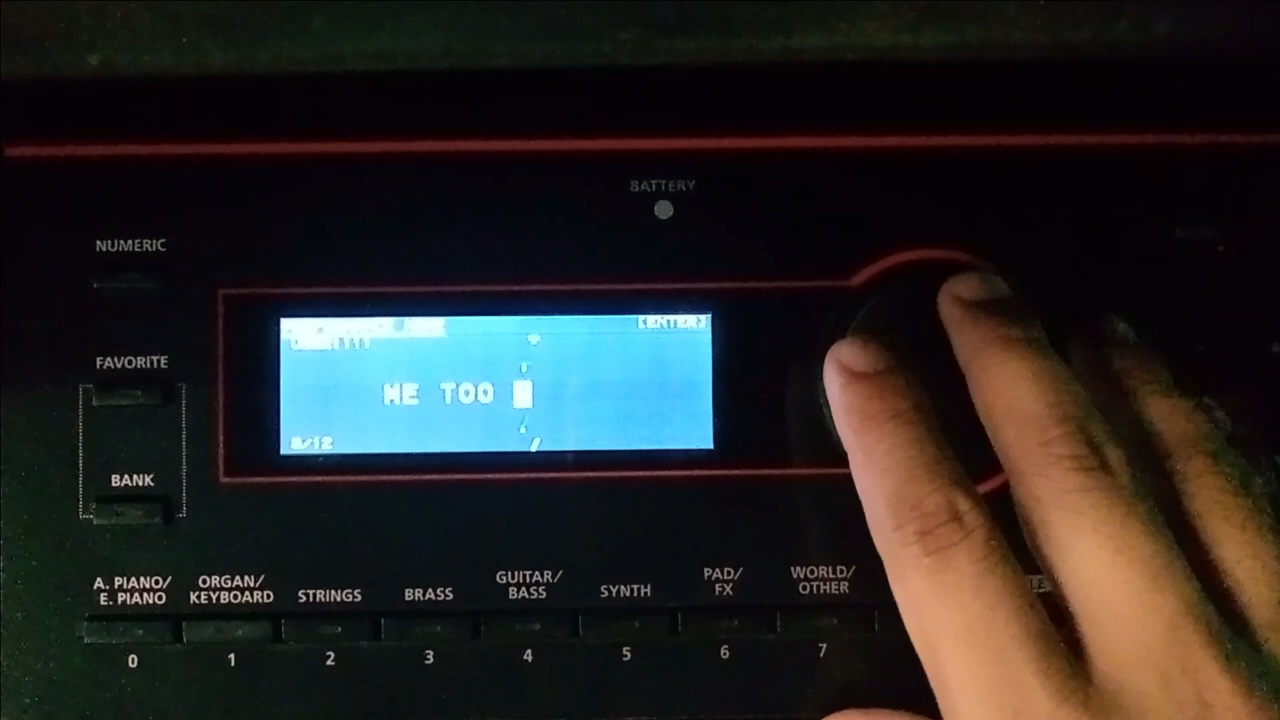 BATTERY
NUMERIC
[ENTER]
FAVORITE
ME TOO
8/12
BANK
A. PIANO/
E. PIANO
ORGAN/
KEYBOARD
STRINGS
BRASS
GUITAR/
BASS
SYNTH
PAD/
FX
WORLD/
OTHER
0
1
2
3
4
5
6
7